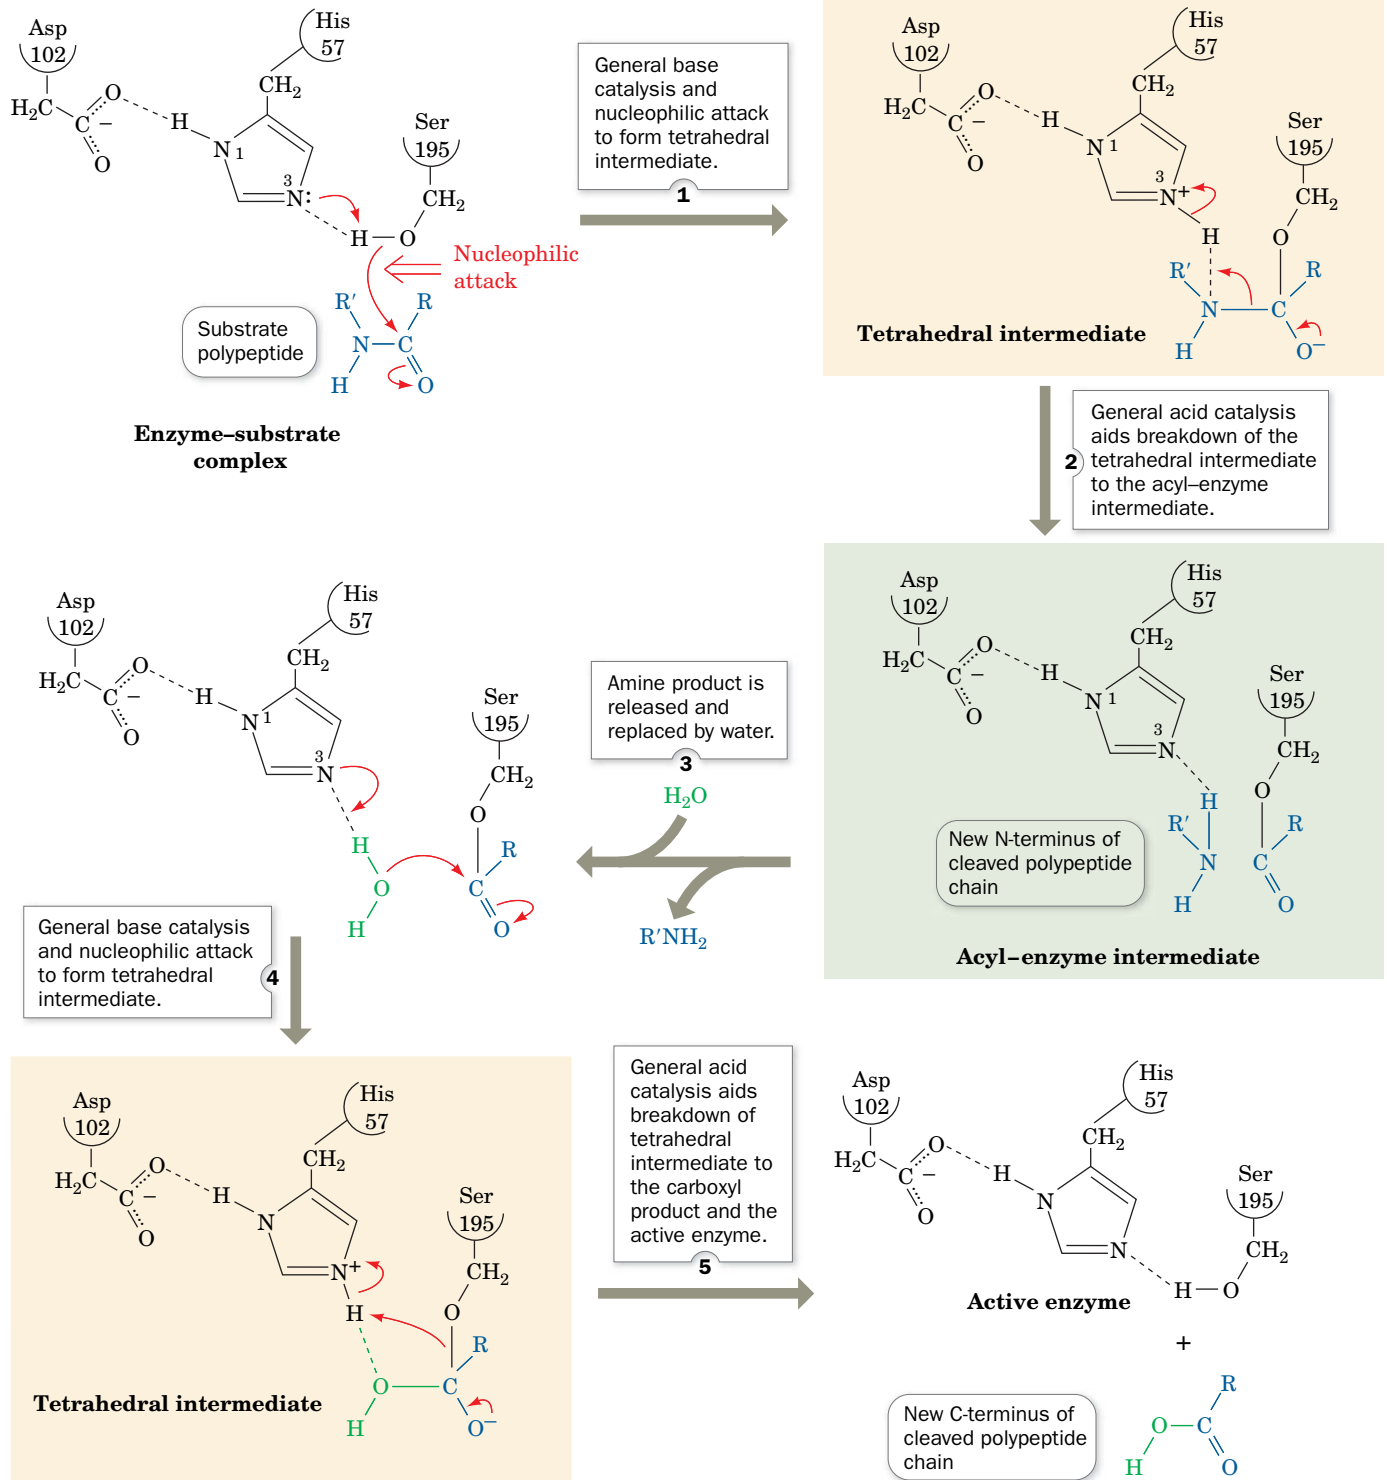 Asp
102
His
57
CH2
H2C
C
O
−
O
H
N 1
3
N:
Ser
195
CH2
H—O
Nucleophilic
attack
R′
R
N—C
H
O
Substrate
polypeptide
Enzyme–substrate
complex
General base
catalysis and
nucleophilic attack
to form tetrahedral
intermediate.
1
Asp
102
His
57
CH2
H2C
C
O
−
O
H
N 1
3
N+
H
Ser
195
CH2
O
R′
R
N—C
H
O−
Tetrahedral intermediate
General acid catalysis
aids breakdown of the
tetrahedral intermediate
to the acyl–enzyme
intermediate.
2
Asp
102
His
57
CH2
H2C
C
O
−
O
H
N 1
3
N
Ser
195
CH2
O
H
R′
N
H
R
C
O
New N-terminus of
cleaved polypeptide
chain
Acyl–enzyme intermediate
Amine product is
released and
replaced by water.
3
H2O
R′NH2
Asp
102
His
57
CH2
H2C
C
O
−
O
H
N 1
3
N
Ser
195
CH2
O
H
O
H
R
C
O
General base catalysis
and nucleophilic attack
to form tetrahedral
intermediate.
4
Asp
102
His
57
CH2
H2C
C
O
−
O
H
N
N+
H
Ser
195
CH2
O
R
O—C
H
O−
Tetrahedral intermediate
General acid
catalysis aids
breakdown of
tetrahedral
intermediate to
the carboxyl
product and the
active enzyme.
5
Asp
102
His
57
CH2
H2C
C
O
−
O
H
N
N
Ser
195
CH2
H—O
Active enzyme
+
New C-terminus of
cleaved polypeptide
chain
R
O—C
H
O